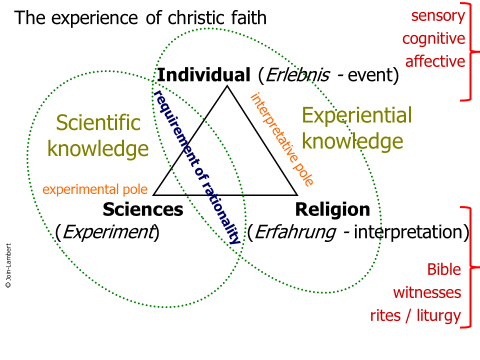 The experience of christic faith
sensory
cognitive
affective
Individual (Erlebnis - event)
Scientific
knowledge
requirement of rationality
interpretative pole
Experiential
knowledge
experimental pole
Sciences
(Experiment)
Religion
(Erfahrung - interpretation)
Bible
witnesses
rites / liturgy
© Join-Lambert